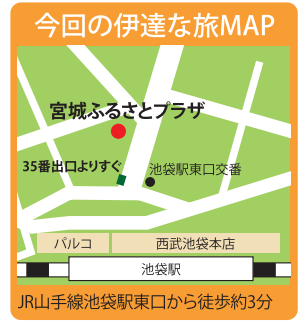 今回の伊達な旅MAP
宮城ふるさとプラザ
35番出口よりすぐ
池袋駅東口交番
パルコ
西武池袋本店
池袋駅
JR山手線池袋駅東口から徒歩約3分